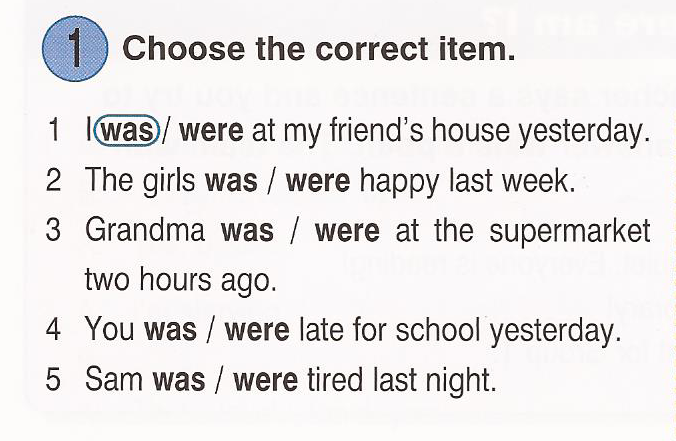 1 Choose the correct item.
1 I was / were at my friend's house yesterday.
2 The girls was / were happy last week.
3 Grandma was / were at the supermarket
two hours ago.
4 You was / were late for school yesterday.
5 Sam was / were tired last night.